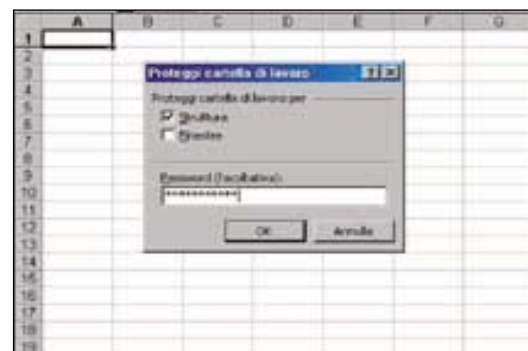 A B C D E F G
1
2
3
4
5
6
7
8
9
10
11
12
13
14
15
16
17
18
19
Proteggi cartella di lavoro
Proteggi cartella di lavoro per
Struttura
Finestre
Password (facoltativa):
************
OK Annulla